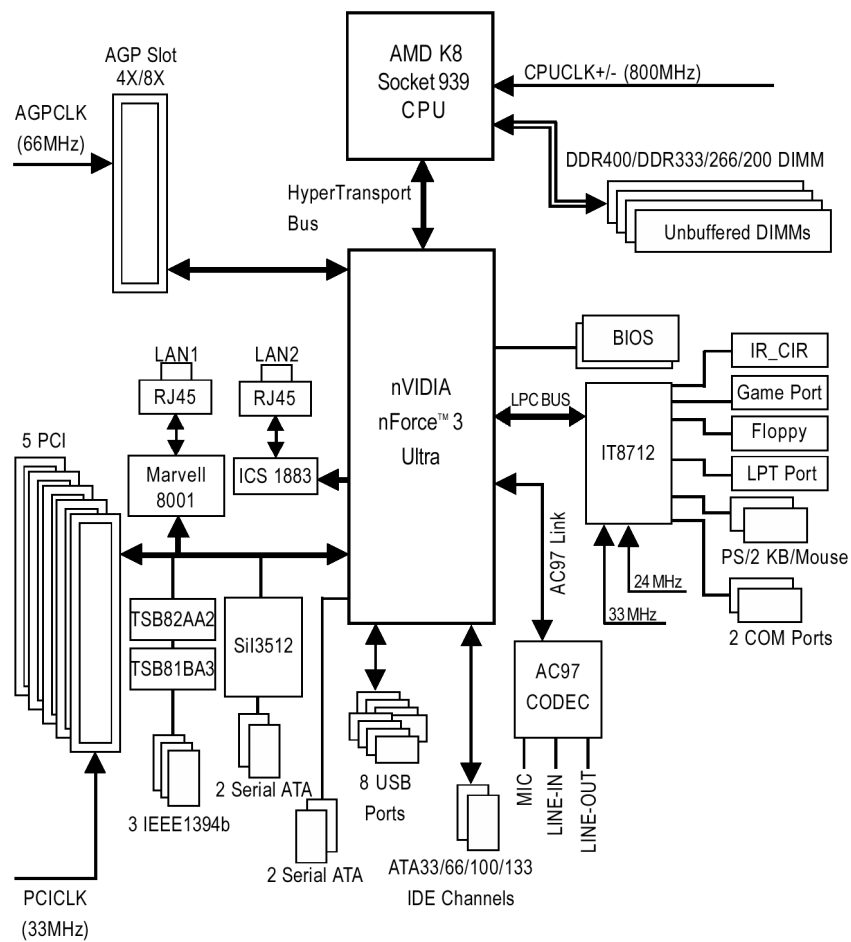 AGP Slot
4X/8X
AGPCLK
(66MHz)
AMD K8
Socket 939
CPU
CPUCLK+/- (800MHz)
DDR400/DDR333/266/200 DIMM
Unbuffered DIMMs
HyperTransport
Bus
nVIDIA
nForce™ 3
Ultra
BIOS
LPC BUS
IT8712
IR_CIR
Game Port
Floppy
LPT Port
PS/2 KB/Mouse
2 COM Ports
24 MHz
33 MHz
LAN1
RJ45
Marvell
8001
LAN2
RJ45
ICS 1883
5 PCI
TSB82AA2
TSB81BA3
3 IEEE1394b
SiI3512
2 Serial ATA
2 Serial ATA
8 USB
Ports
ATA33/66/100/133
IDE Channels
AC97 Link
AC97
CODEC
MIC
LINE-IN
LINE-OUT
PCICLK
(33MHz)